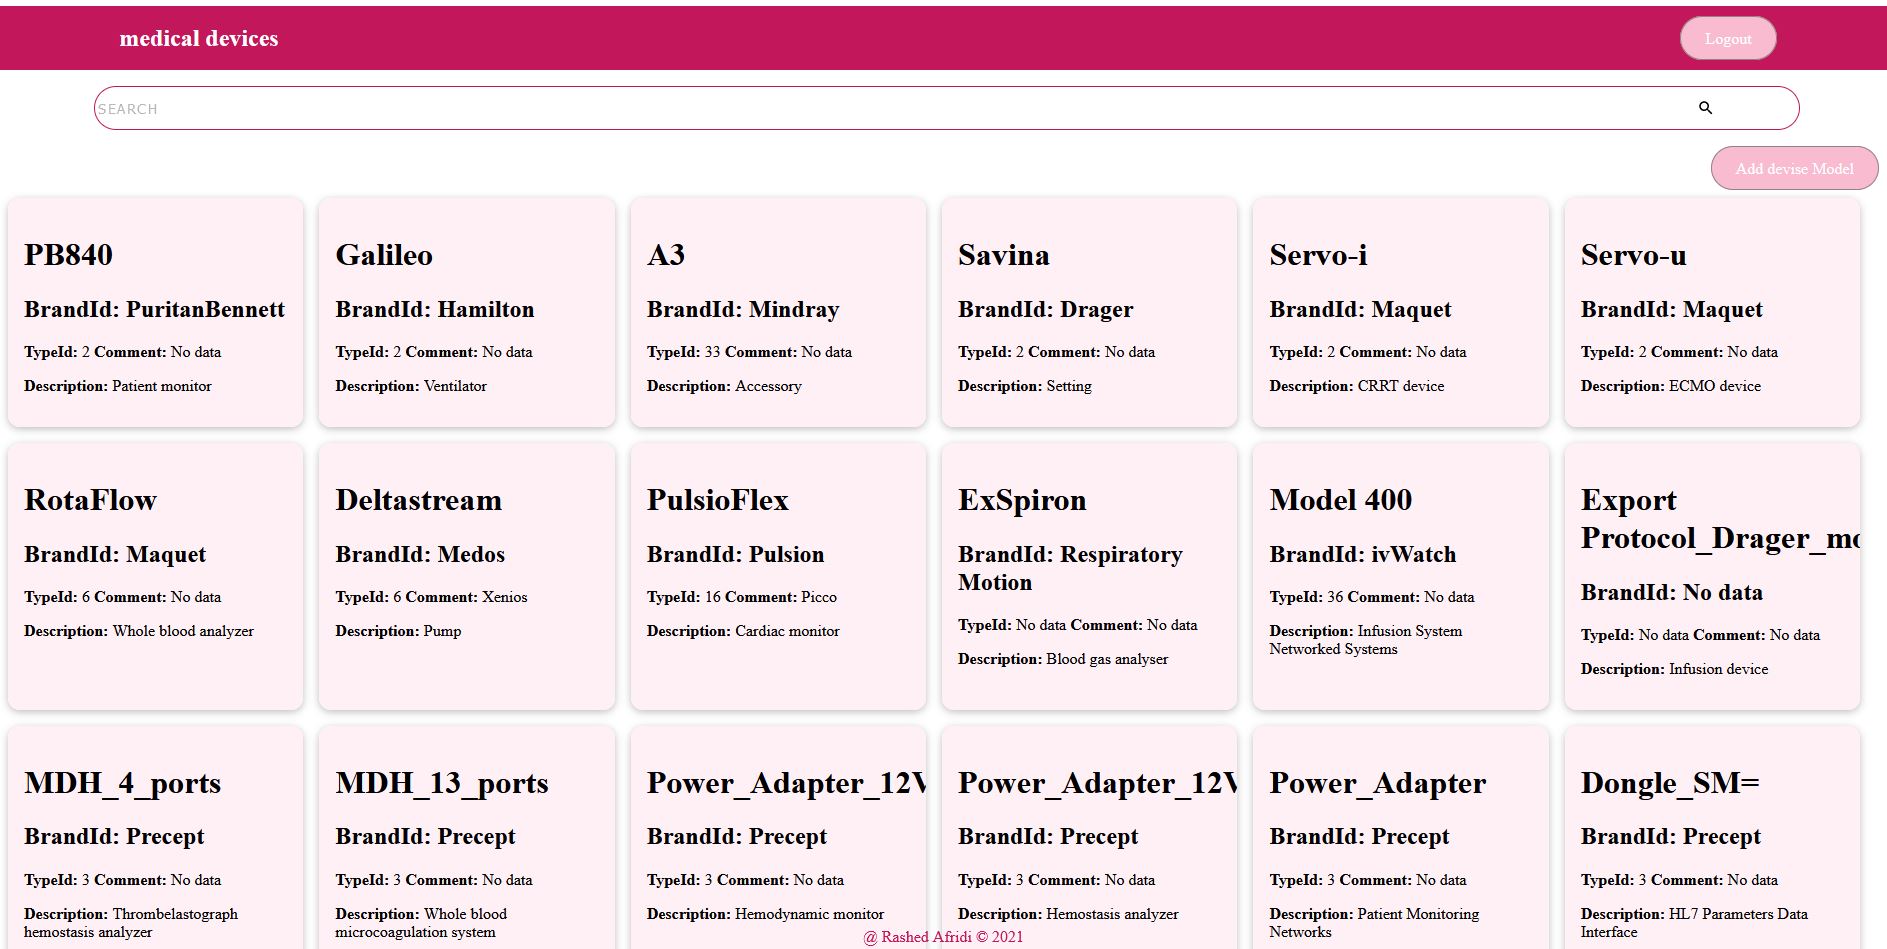 medical devices
Logout
SEARCH
Add devise Model
PB840
BrandId: PuritanBennett
TypeId: 2 Comment: No data
Description: Patient monitor
Galileo
BrandId: Hamilton
TypeId: 2 Comment: No data
Description: Ventilator
A3
BrandId: Mindray
TypeId: 33 Comment: No data
Description: Accessory
Savina
BrandId: Drager
TypeId: 2 Comment: No data
Description: Setting
Servo-i
BrandId: Maquet
TypeId: 2 Comment: No data
Description: CRRT device
Servo-u
BrandId: Maquet
TypeId: 2 Comment: No data
Description: ECMO device
RotaFlow
BrandId: Maquet
TypeId: 6 Comment: No data
Description: Whole blood analyzer
Deltastream
BrandId: Medos
TypeId: 6 Comment: Xenios
Description: Pump
PulsioFlex
BrandId: Pulsion
TypeId: 16 Comment: Picco
Description: Cardiac monitor
ExSpiron
BrandId: Respiratory
Motion
TypeId: No data Comment: No data
Description: Blood gas analyser
Model 400
BrandId: ivWatch
TypeId: 36 Comment: No data
Description: Infusion System
Networked Systems
Export
Protocol_Drager_mo
BrandId: No data
TypeId: No data Comment: No data
Description: Infusion device
MDH_4_ports
BrandId: Precept
TypeId: 3 Comment: No data
Description: Thrombelastograph
hemostasis analyzer
MDH_13_ports
BrandId: Precept
TypeId: 3 Comment: No data
Description: Whole blood
microcoagulation system
Power_Adapter_12V
BrandId: Precept
TypeId: 3 Comment: No data
Description: Hemodynamic monitor
Power_Adapter_12V
BrandId: Precept
TypeId: 3 Comment: No data
Description: Hemostasis analyzer
Power_Adapter
BrandId: Precept
TypeId: 3 Comment: No data
Description: Patient Monitoring
Networks
Dongle_SM=
BrandId: Precept
TypeId: 3 Comment: No data
Description: HL7 Parameters Data
Interface
@ Rashed Afridi © 2021